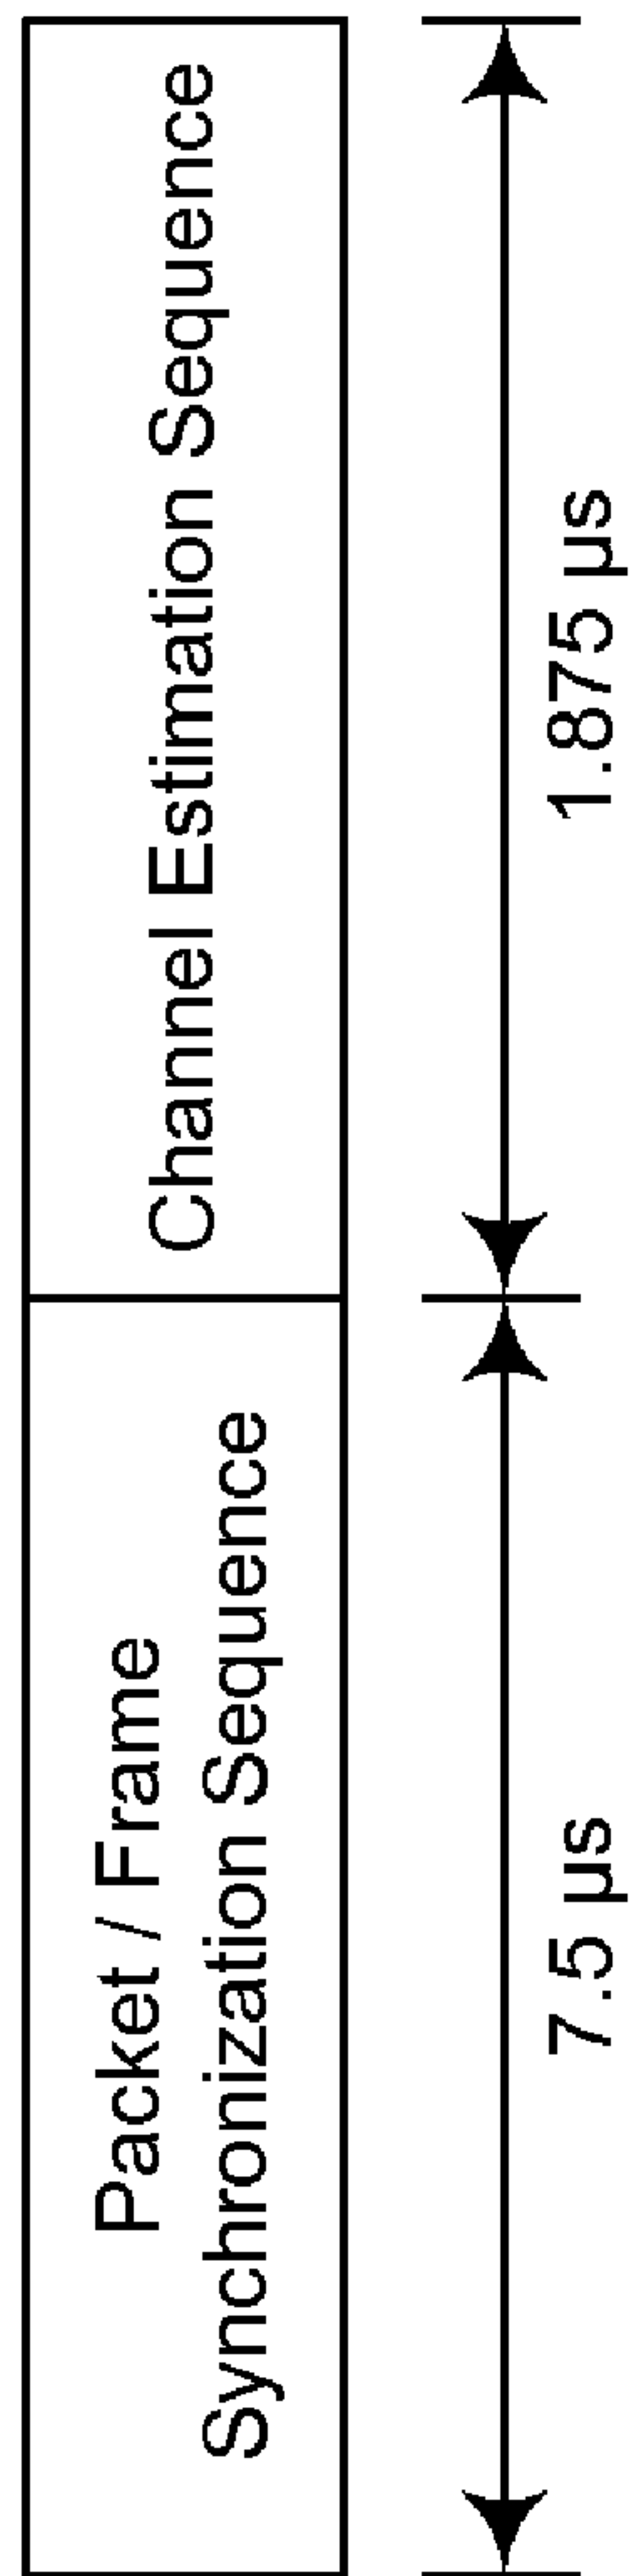 Packet / Frame
Synchronization Sequence
Channel Estimation Sequence
7.5 µs
1.875 µs